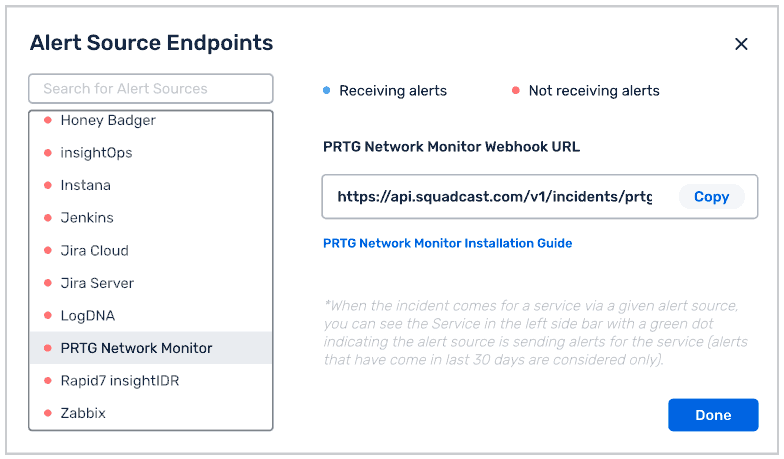 Alert Source Endpoints
Search for Alert Sources
Honey Badger
insightOps
Instana
Jenkins
Jira Cloud
Jira Server
LogDNA
PRTG Network Monitor
Rapid7 insightIDR
Zabbix
Receiving alerts
Not receiving alerts
PRTG Network Monitor Webhook URL
https://api.squadcast.com/v1/incidents/prtg
Copy
PRTG Network Monitor Installation Guide
*When the incident comes for a service via a given alert source,
you can see the Service in the left side bar with a green dot
indicating the alert source is sending alerts for the service (alerts
that have come in last 30 days are considered only).
Done